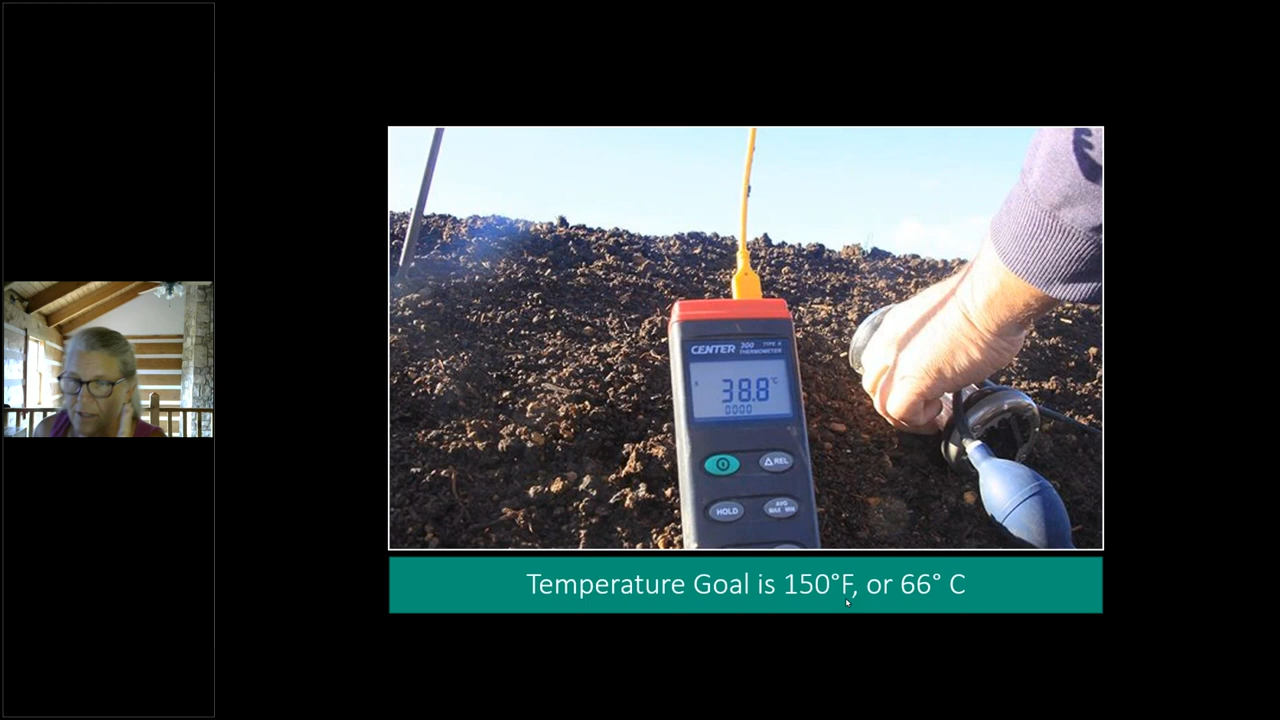 CENTER 300 TYPE K
THERMOMETER
38.8 °C
0000
REL
HOLD
AVG
MAX MIN
Temperature Goal is 150°F, or 66° C